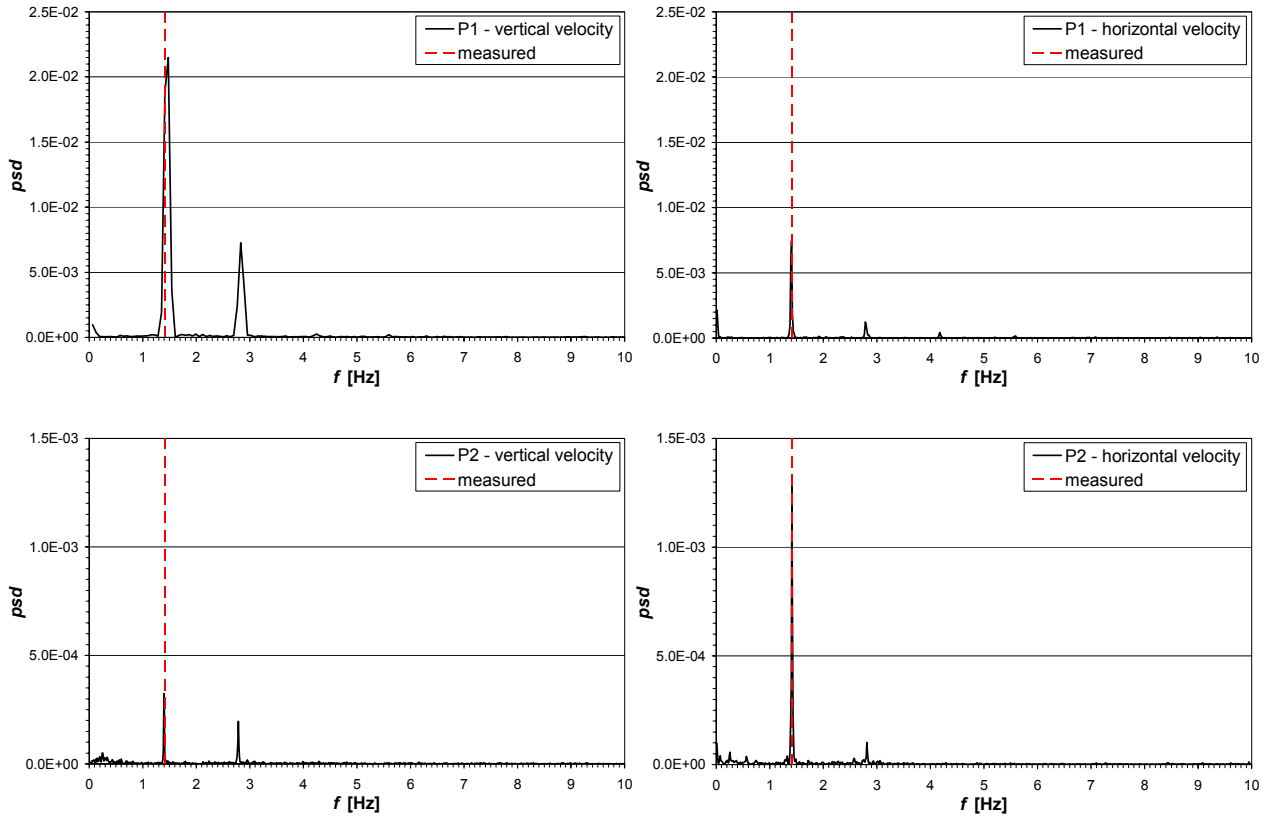 2.5E-02
2.0E-02
1.5E-02
1.0E-02
5.0E-03
0.0E+00
psd
0 1 2 3 4 5 6 7 8 9 10
f [Hz]
P1 - vertical velocity
measured
2.5E-02
2.0E-02
1.5E-02
1.0E-02
5.0E-03
0.0E+00
psd
0 1 2 3 4 5 6 7 8 9 10
f [Hz]
P1 - horizontal velocity
measured
1.5E-03
1.0E-03
5.0E-04
0.0E+00
psd
0 1 2 3 4 5 6 7 8 9 10
f [Hz]
P2 - vertical velocity
measured
1.5E-03
1.0E-03
5.0E-04
0.0E+00
psd
0 1 2 3 4 5 6 7 8 9 10
f [Hz]
P2 - horizontal velocity
measured